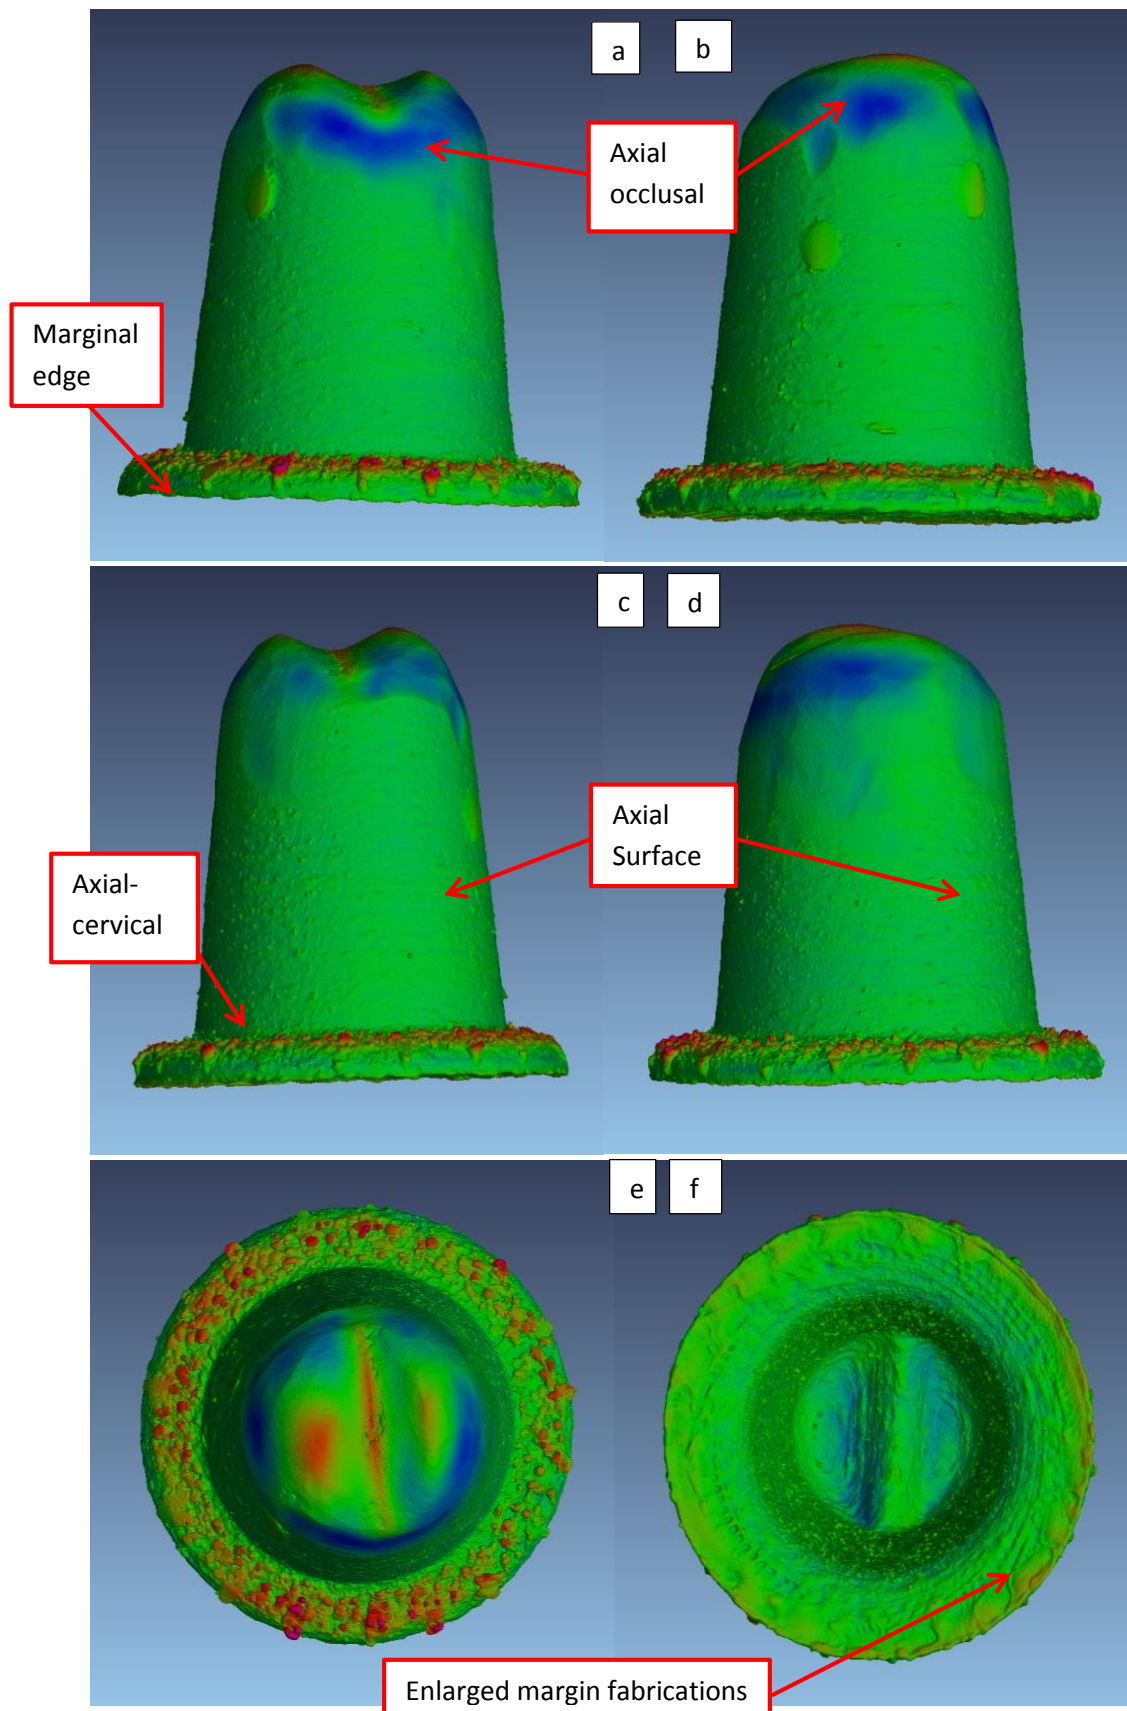 a b
Axial
occlusal
Marginal
edge
c d
Axial
Surface
Axial-
cervical
e f
Enlarged margin fabrications